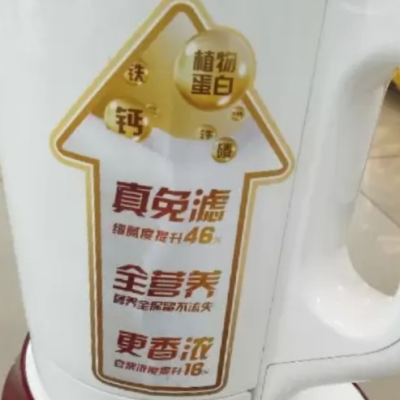 植物
蛋白
铁
钙
铁
磷
真免滤
细腻度提升46%
全营养
营养全保留不流失
更香浓
豆浆浓度提升18%